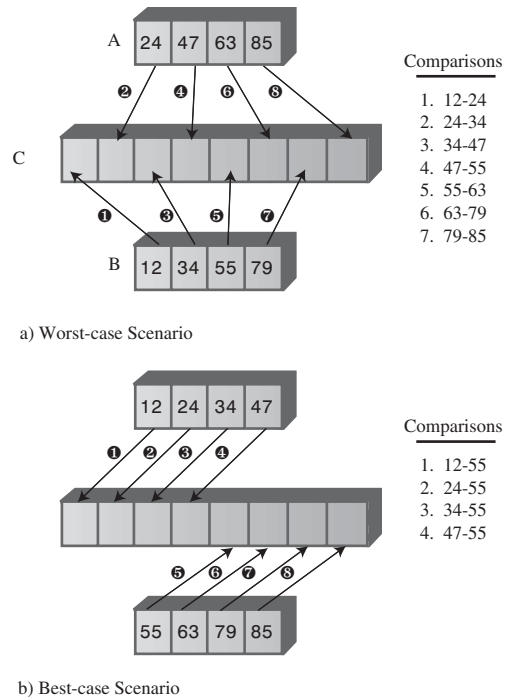 A
24 47 63 85
❷ ❹ ❻ ❽
C
❶ ❸ ❺ ❼
B
12 34 55 79
Comparisons
1. 12-24
2. 24-34
3. 34-47
4. 47-55
5. 55-63
6. 63-79
7. 79-85
a) Worst-case Scenario
12 24 34 47
❶ ❷ ❸ ❹
❺ ❻ ❼ ❽
55 63 79 85
Comparisons
1. 12-55
2. 24-55
3. 34-55
4. 47-55
b) Best-case Scenario